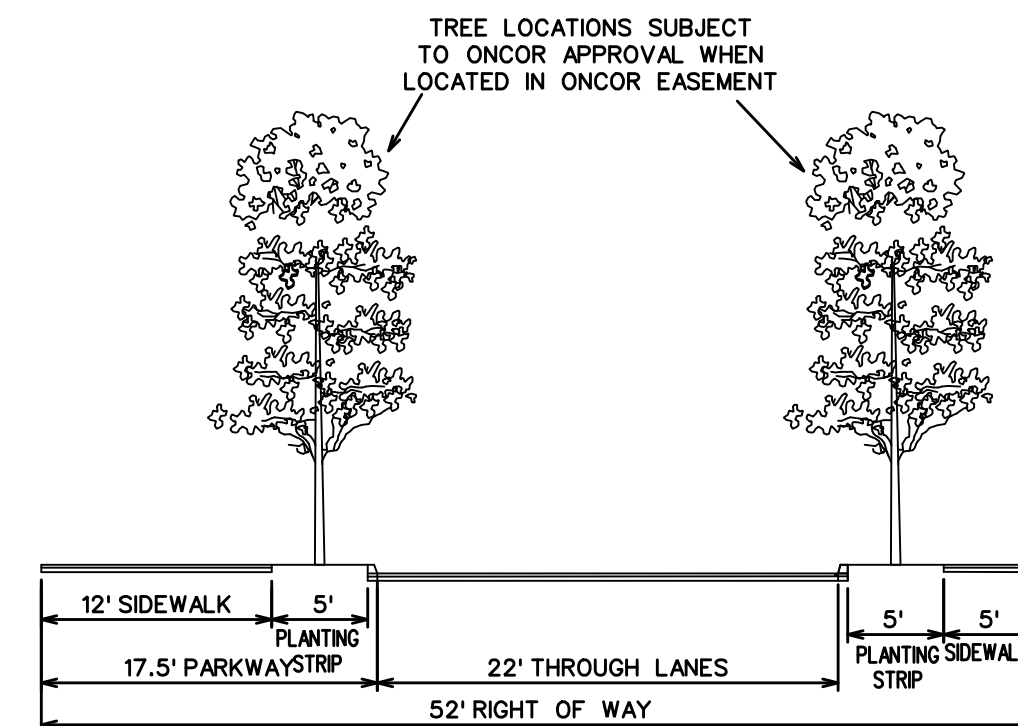 TREE LOCATIONS SUBJECT
TO ONCOR APPROVAL WHEN
LOCATED IN ONCOR EASEMENT
12' SIDEWALK
5'
PLANTING
STRIP
17.5' PARKWAY
22' THROUGH LANES
5'
PLANTING
STRIP
5'
SIDEWAL
52' RIGHT OF WAY